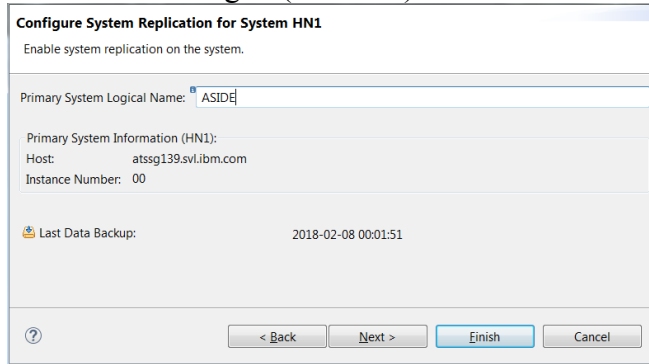 Configure System Replication for System HN1
Enable system replication on the system.
Primary System Logical Name: ASIDE
Primary System Information (HN1):
Host: atssg139.svl.ibm.com
Instance Number: 00
Last Data Backup: 2018-02-08 00:01:51
? < Back Next > Finish Cancel